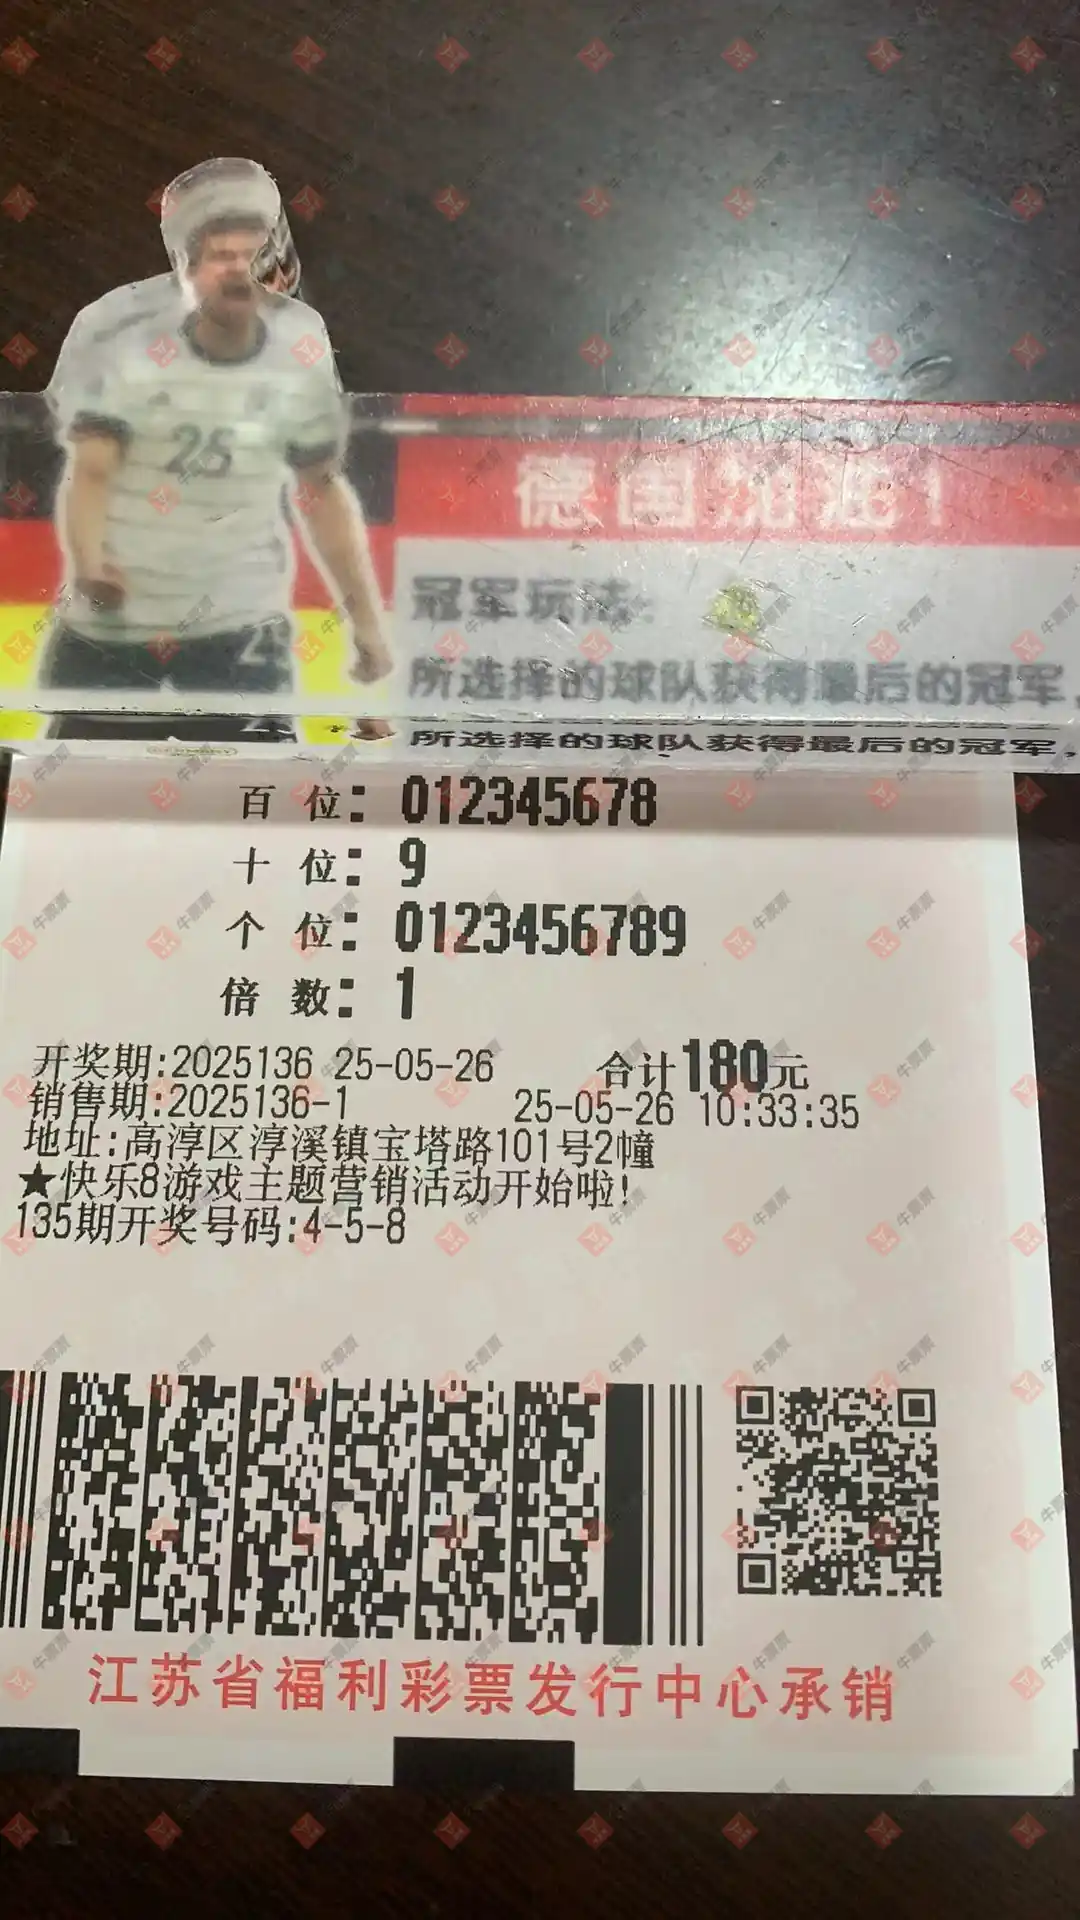 26
德国加油！
冠军玩法：
所选择的球队获得最后的冠军，
所选择的球队获得最后的冠军，
百 位：012345678
十 位：9
个 位：0123456789
倍 数：1
开奖期:2025136 25-05-26 合计180元
销售期:2025136-1 25-05-26 10:33:35
地址:高淳区淳溪镇宝塔路101号2幢
★快乐8游戏主题营销活动开始啦!
135期开奖号码:4-5-8
江苏省福利彩票发行中心承销
牛票票